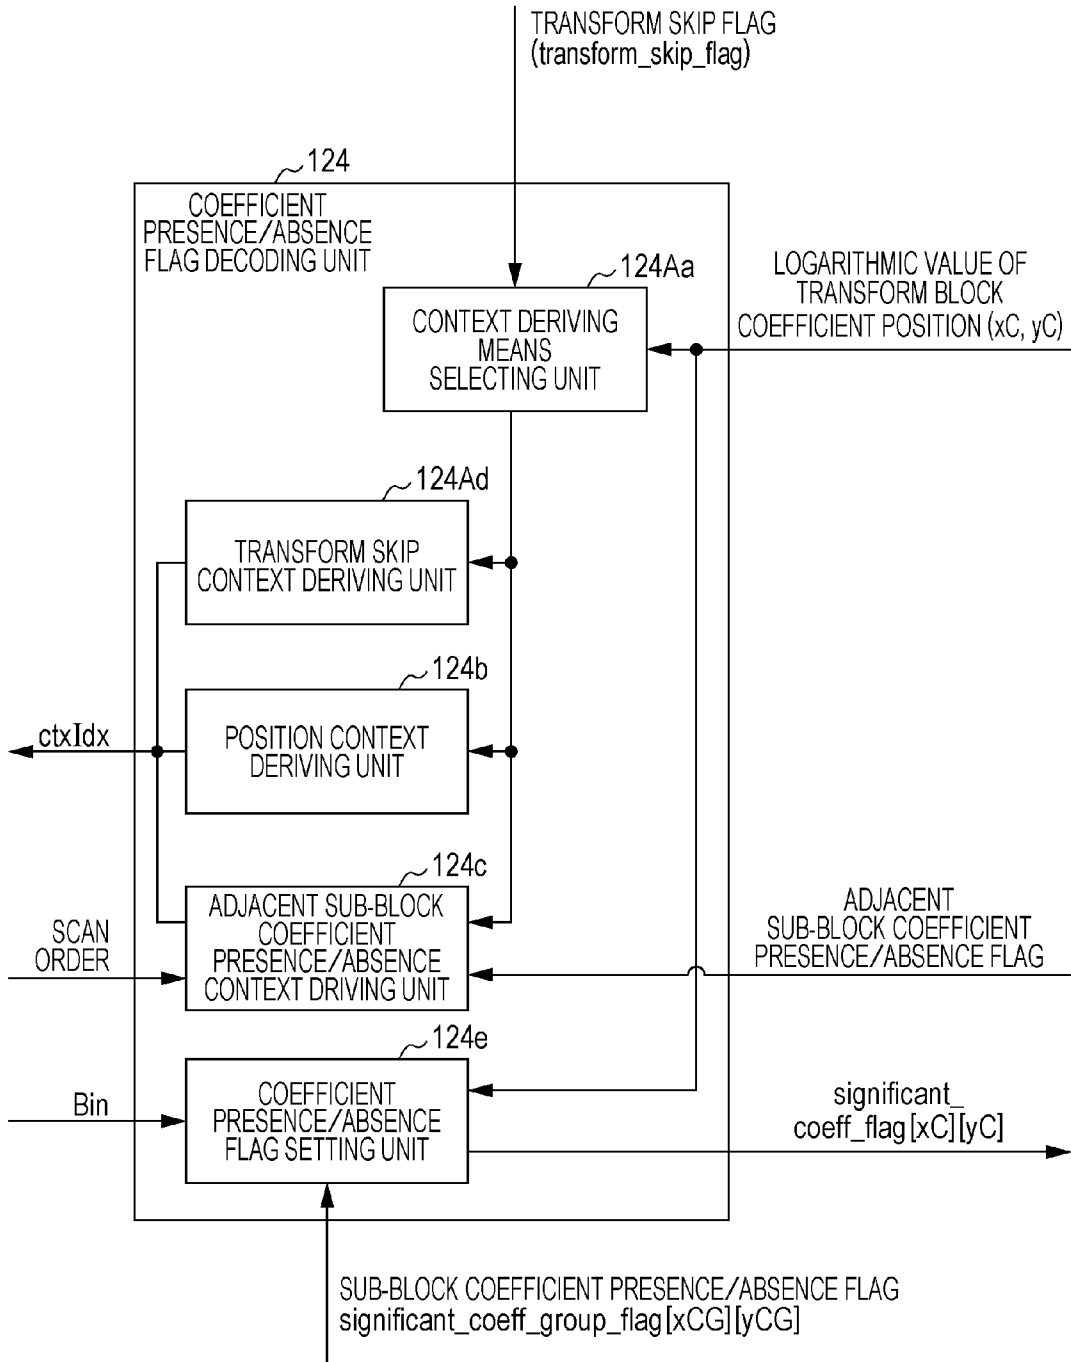 TRANSFORM SKIP FLAG
(transform_skip_flag)
124
COEFFICIENT
PRESENCE/ABSENCE
FLAG DECODING UNIT
124Aa
LOGARITHMIC VALUE OF
TRANSFORM BLOCK
COEFFICIENT POSITION (xC, yC)
CONTEXT DERIVING
MEANS
SELECTING UNIT
124Ad
TRANSFORM SKIP
CONTEXT DERIVING UNIT
124b
ctxIdx
POSITION CONTEXT
DERIVING UNIT
124c
SCAN
ORDER
ADJACENT SUB-BLOCK
COEFFICIENT
PRESENCE/ABSENCE
CONTEXT DRIVING UNIT
ADJACENT
SUB-BLOCK COEFFICIENT
PRESENCE/ABSENCE FLAG
124e
Bin
COEFFICIENT
PRESENCE/ABSENCE
FLAG SETTING UNIT
significant_
coeff_flag[xC][yC]
SUB-BLOCK COEFFICIENT PRESENCE/ABSENCE FLAG
significant_coeff_group_flag[xCG][yCG]